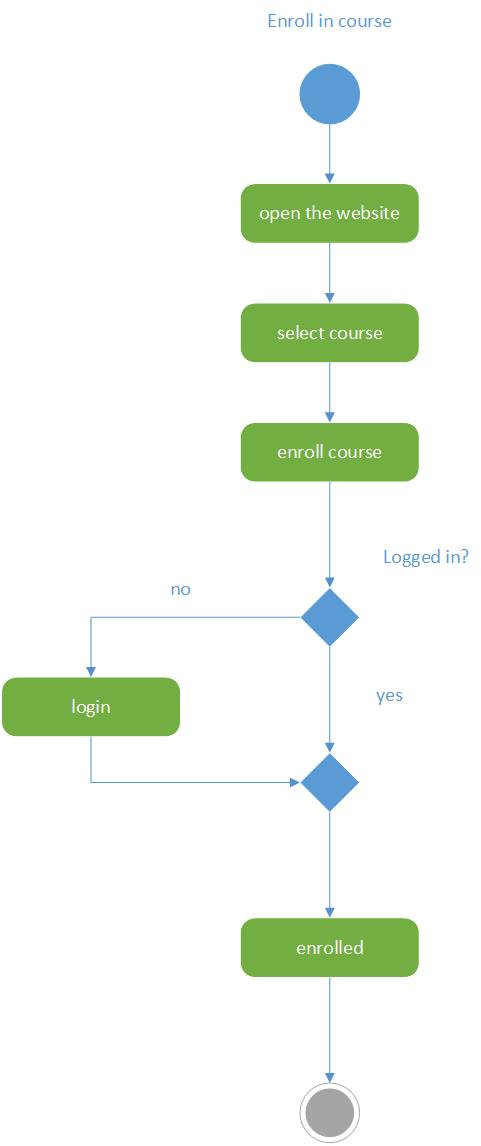 Enroll in course
open the website
select course
enroll course
Logged in?
no
yes
login
enrolled